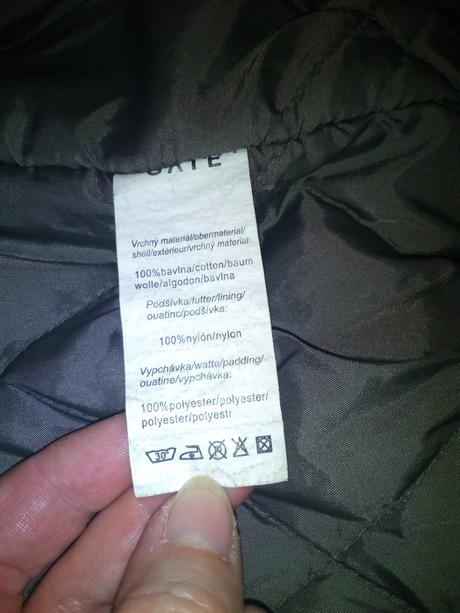 GATE
Vrchný materiál/obermaterial/
shell/extérieur/vrchný materiál:
100%bavlna/cotton/baum
wolle/algodon/bavlna
Podšívka/futter/lining/
ouatinc/podšívka:
100%nylón/nylon
Vypchávka/watte/padding/
ouatine/vypchávka:
100%polyester/polyester/
polyester/polyestr
30°